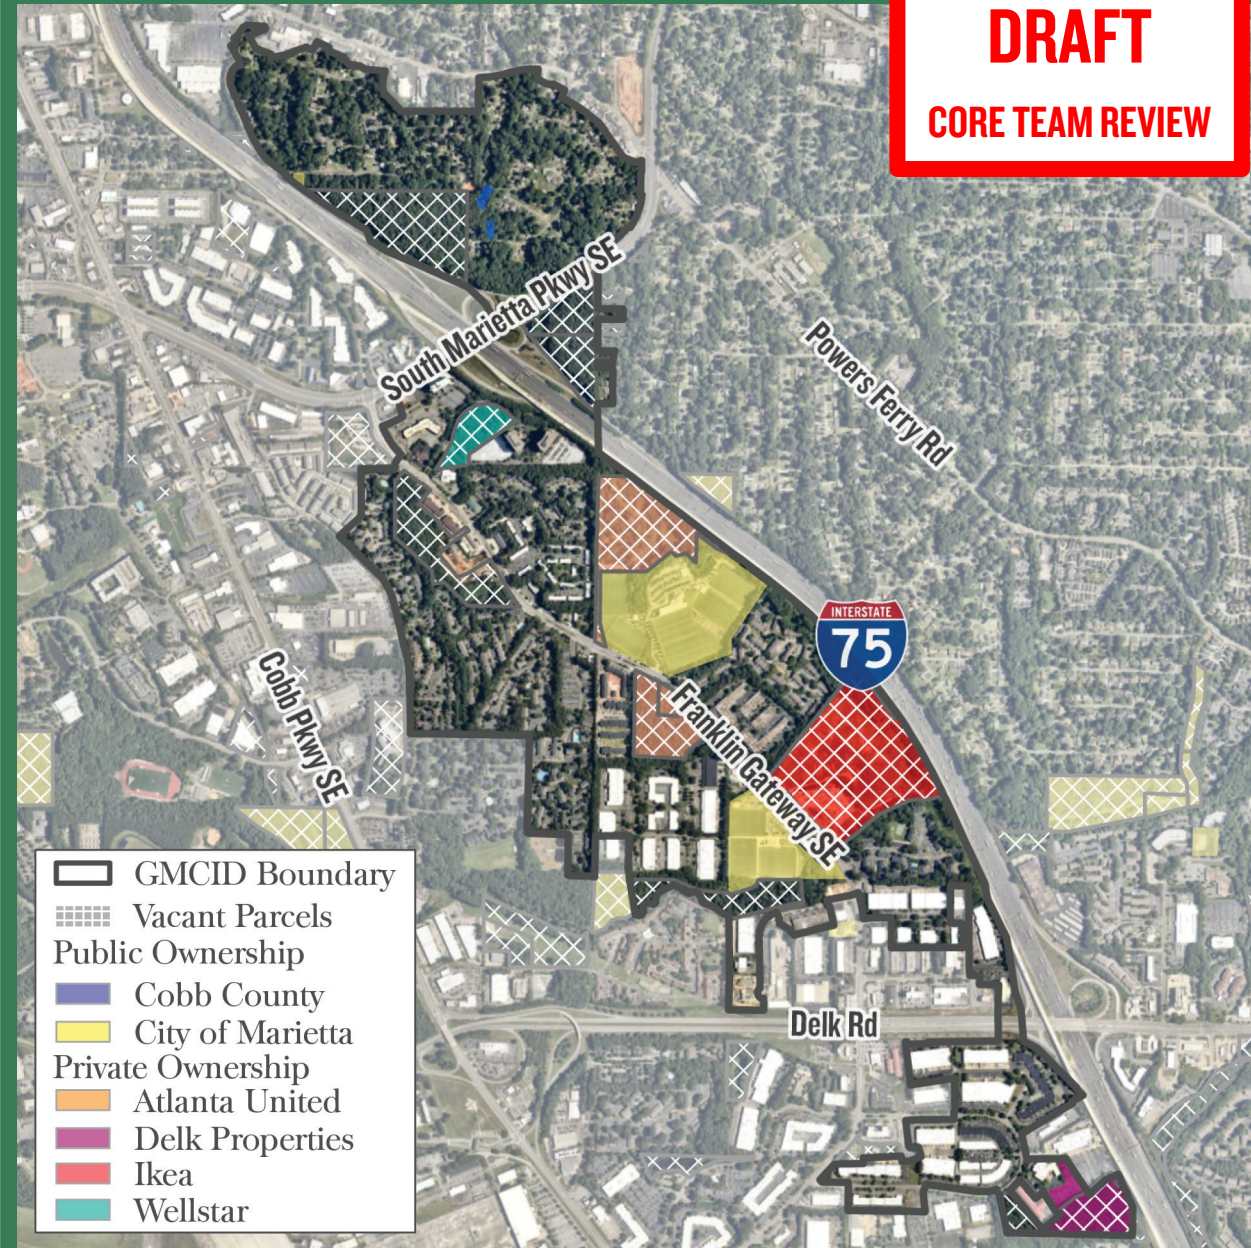 DRAFT
CORE TEAM REVIEW
South Marietta Pkwy SE
Powers Ferry Rd
INTERSTATE
75
Cobb Pkwy SE
Franklin Gateway SE
Delk Rd
GMCID Boundary
Vacant Parcels
Public Ownership
Cobb County
City of Marietta
Private Ownership
Atlanta United
Delk Properties
Ikea
Wellstar